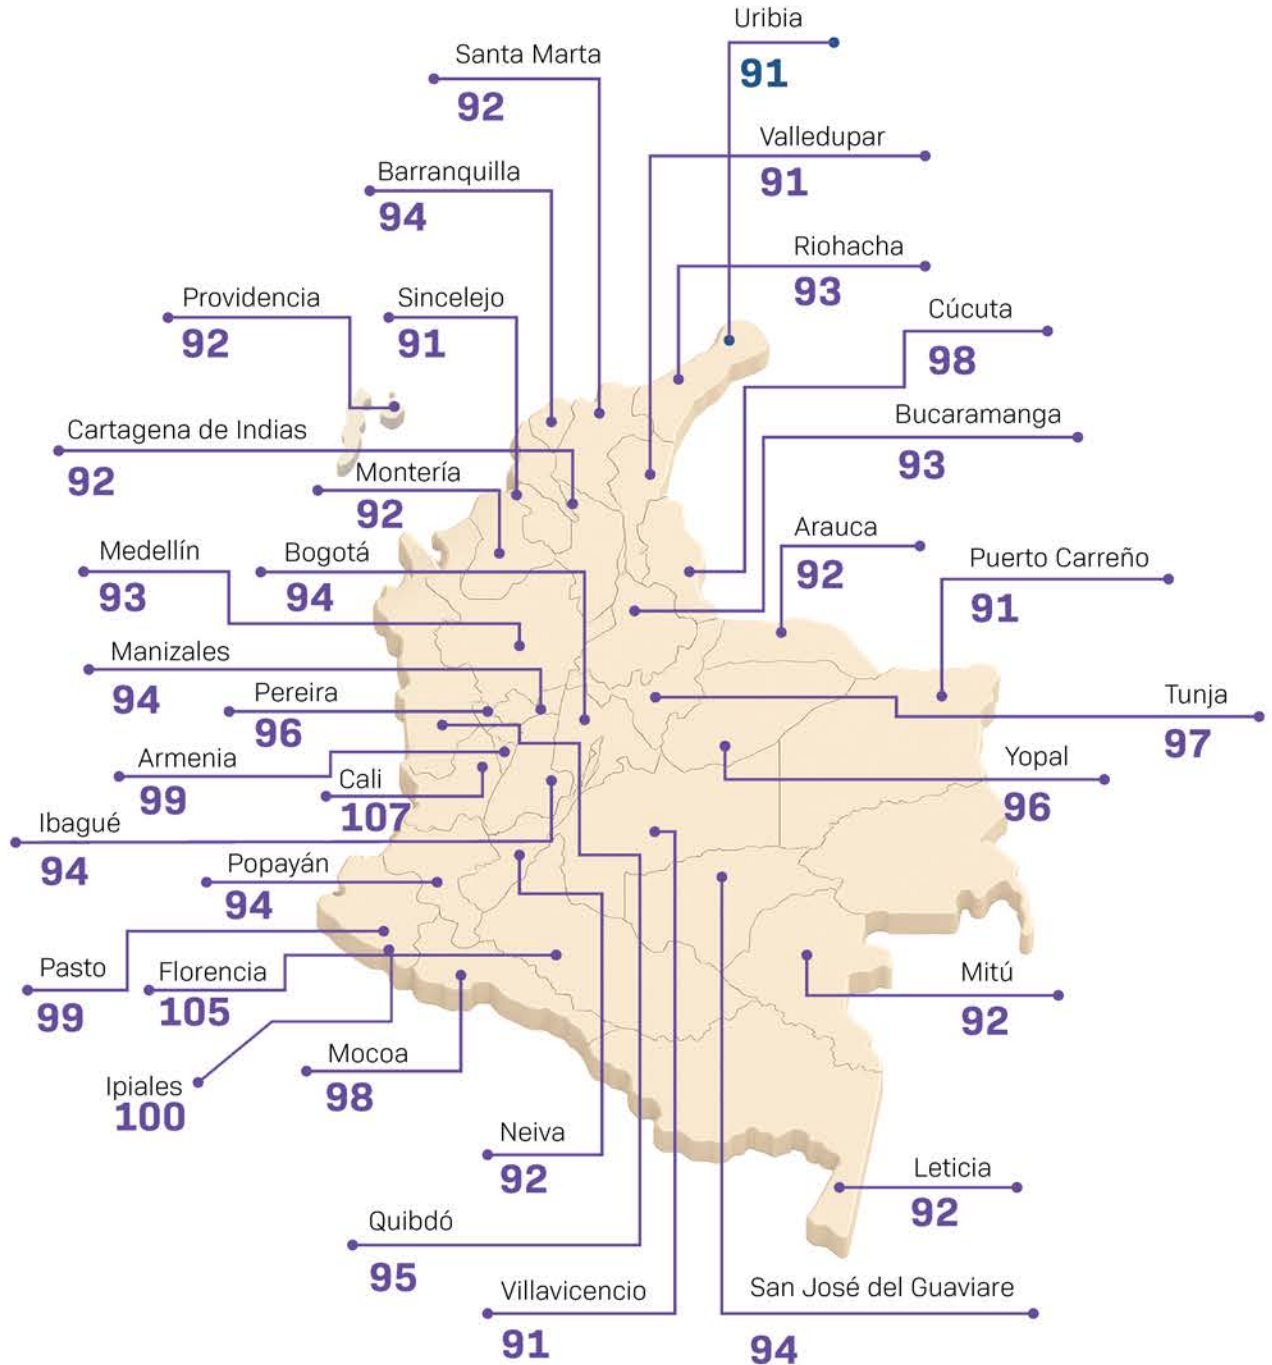 Uribia
91
Santa Marta
92
Valledupar
91
Barranquilla
94
Riohacha
93
Providencia
92
Sincelejo
91
Cúcuta
98
Bucaramanga
93
Cartagena de Indias
92
Montería
92
Arauca
92
Medellín
93
Bogotá
94
Puerto Carreño
91
Manizales
94
Pereira
96
Tunja
97
Armenia
99
Cali
107
Yopal
96
Ibagué
94
Popayán
94
Pasto
99
Florencia
105
Mitú
92
Ipiales
100
Mocoa
98
Neiva
92
Leticia
92
Quibdó
95
Villavicencio
91
San José del Guaviare
94